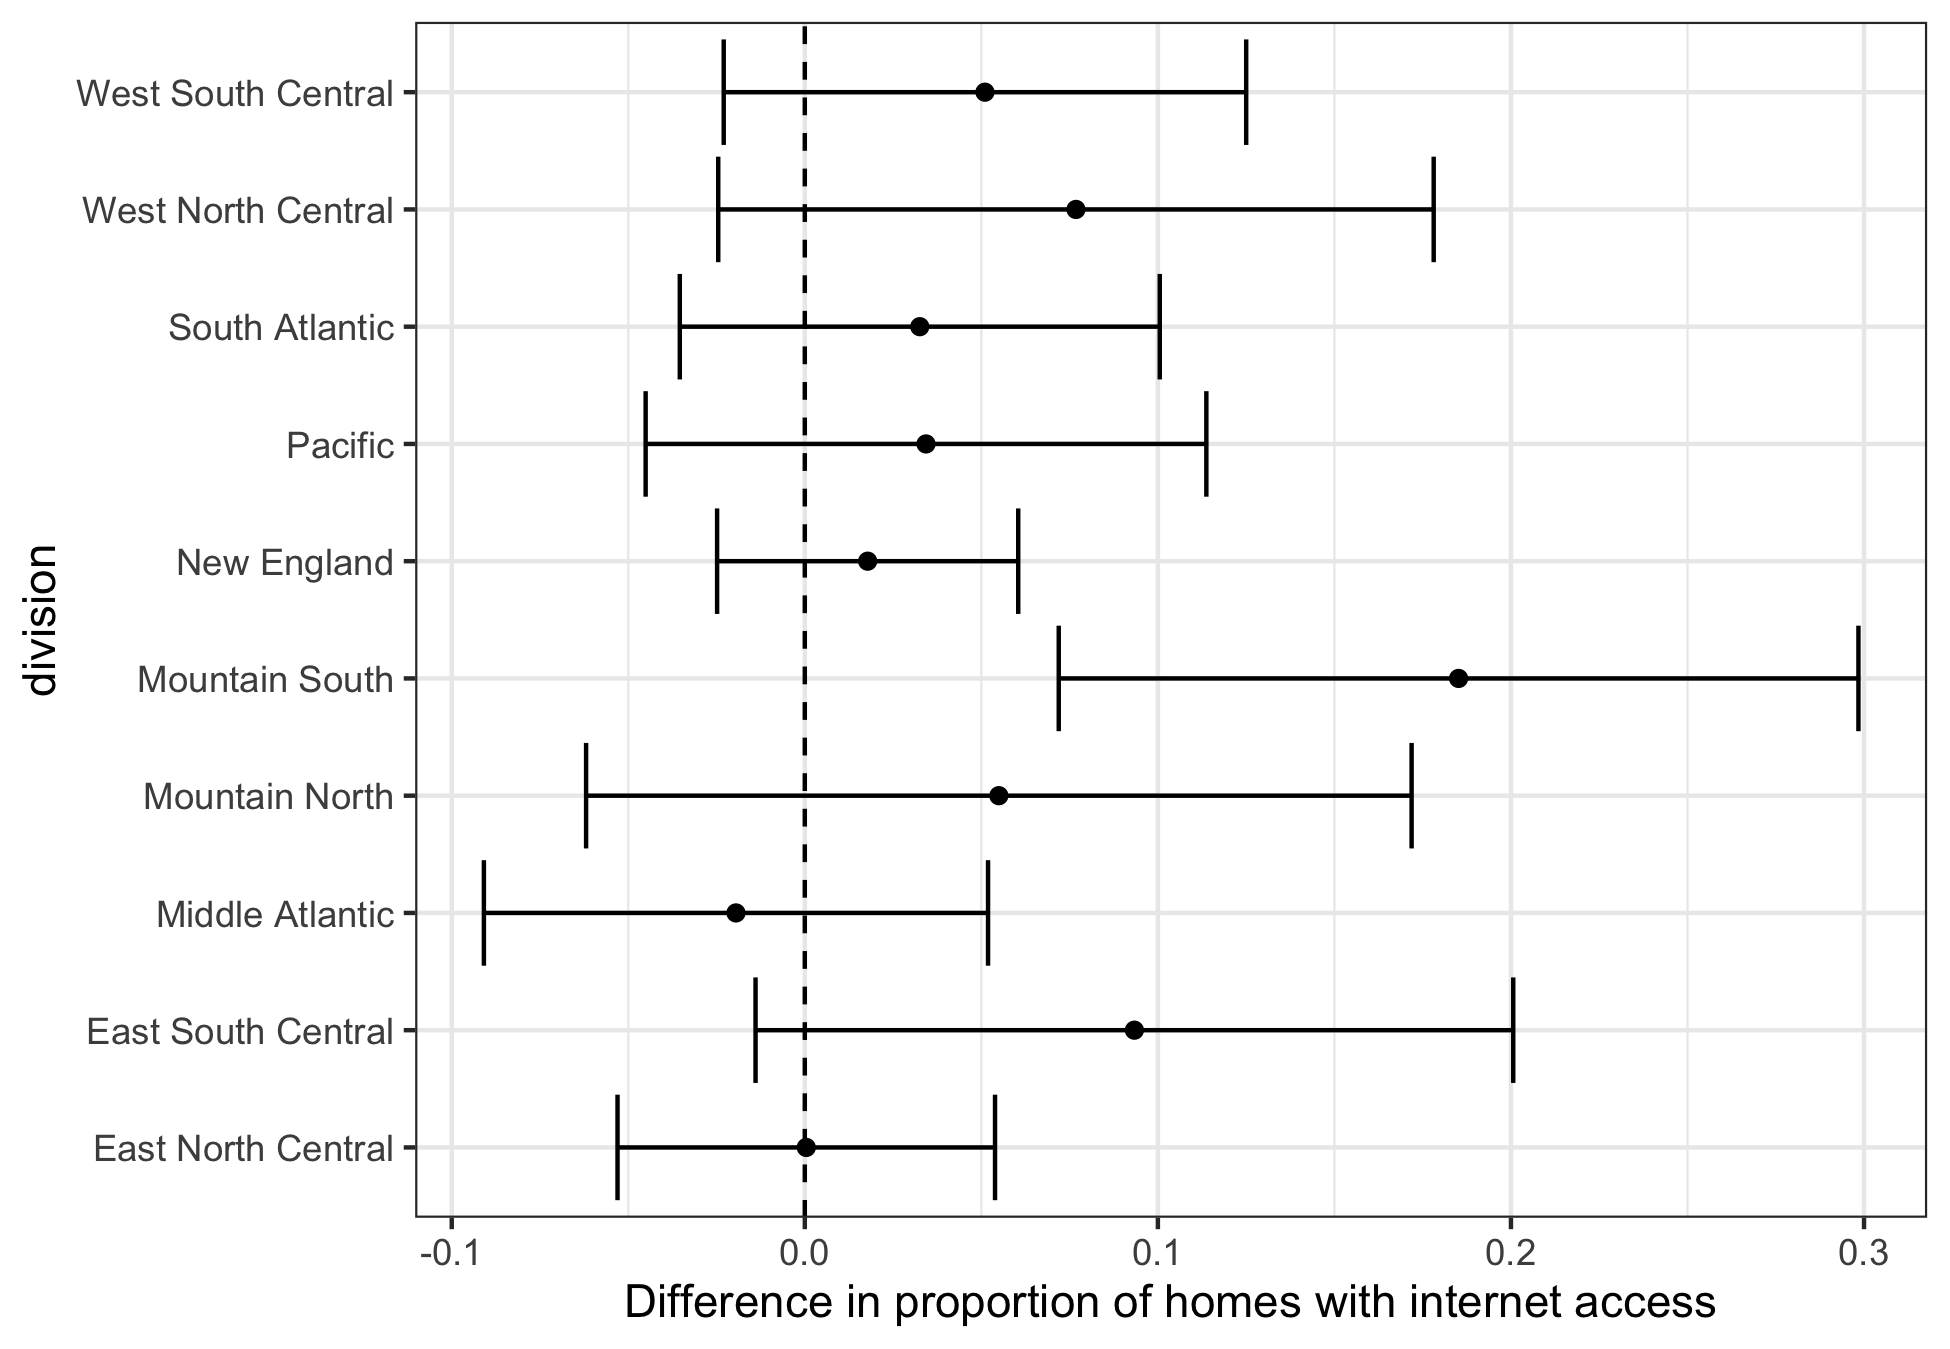 West South Central
West North Central
South Atlantic
Pacific
New England
Mountain South
Mountain North
Middle Atlantic
East South Central
East North Central
division
-0.1 0.0 0.1 0.2 0.3
Difference in proportion of homes with internet access